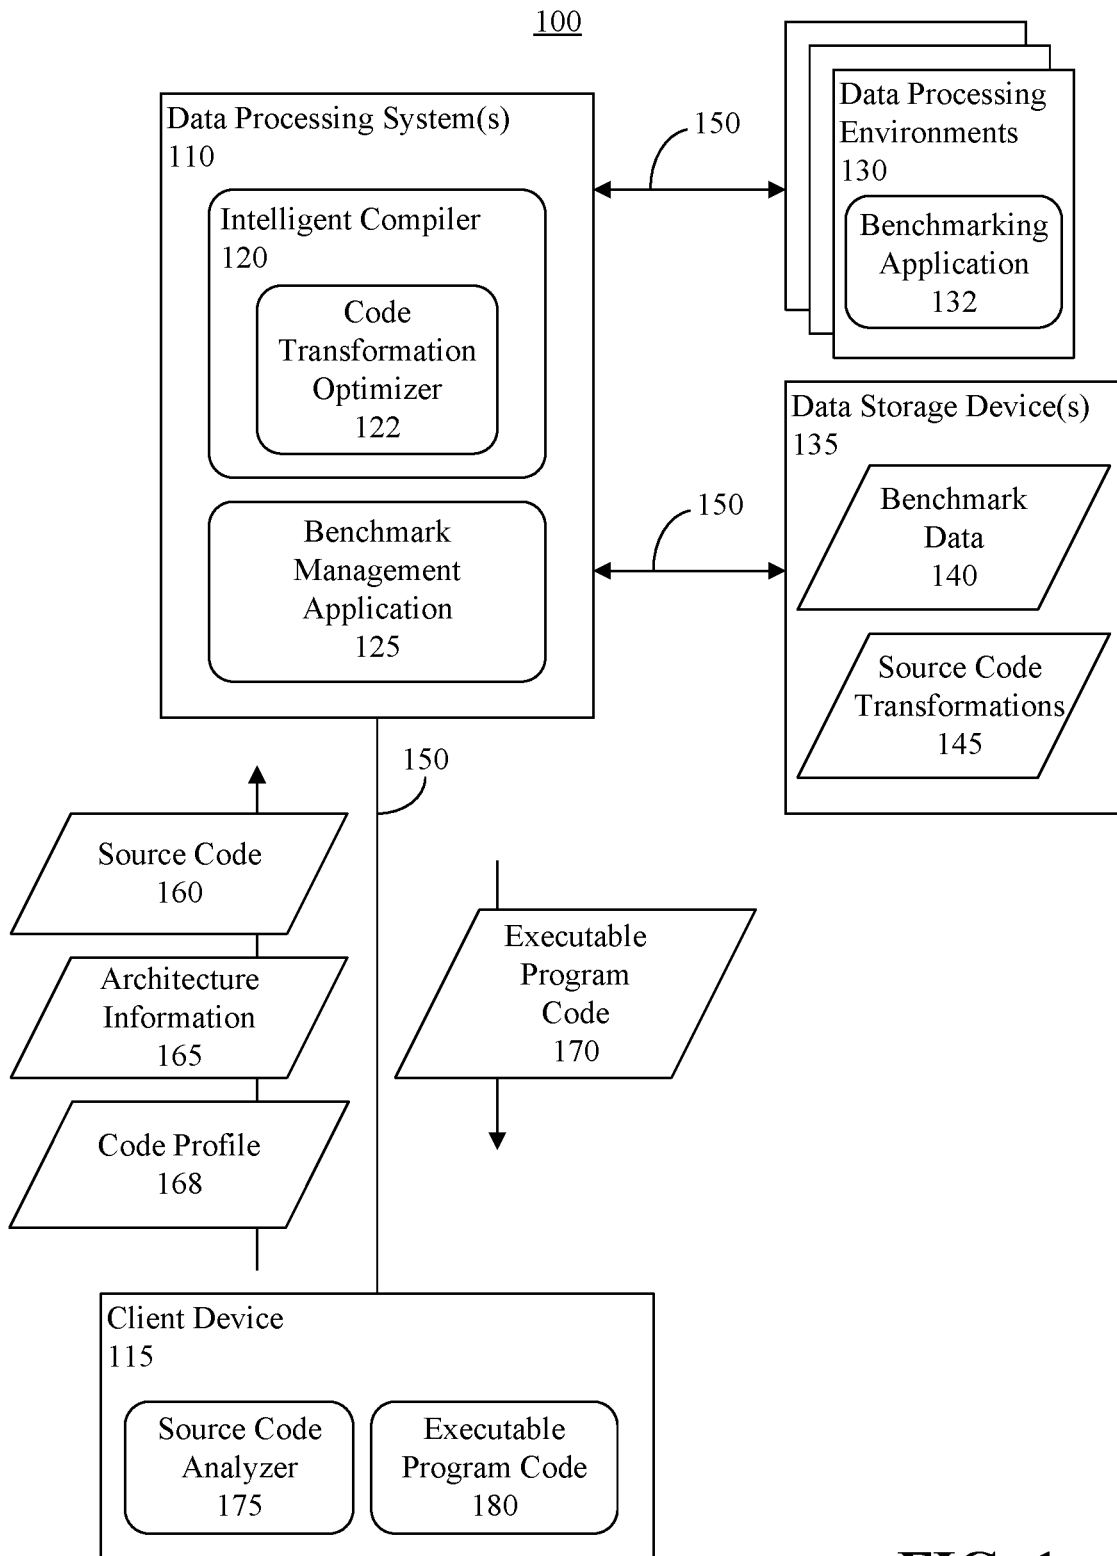 100
Data Processing System(s)
110
Intelligent Compiler
120
Code
Transformation
Optimizer
122
Benchmark
Management
Application
125
150
Data Processing
Environments
130
Benchmarking
Application
132
150
Data Storage Device(s)
135
Benchmark
Data
140
Source Code
Transformations
145
150
Source Code
160
Architecture
Information
165
Code Profile
168
Executable
Program
Code
170
Client Device
115
Source Code
Analyzer
175
Executable
Program Code
180
FIG. 1